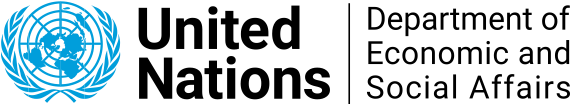 United
Nations
Department of
Economic and
Social Affairs